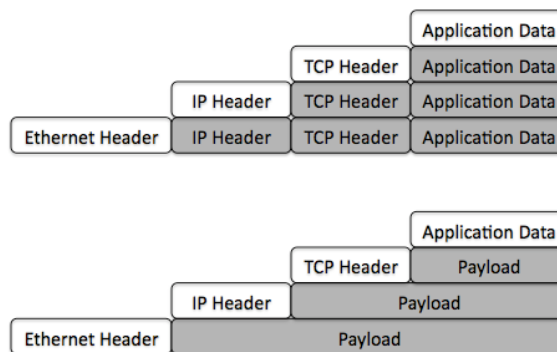 Application Data
TCP Header Application Data
IP Header TCP Header Application Data
Ethernet Header IP Header TCP Header Application Data
Application Data
TCP Header Payload
IP Header Payload
Ethernet Header Payload